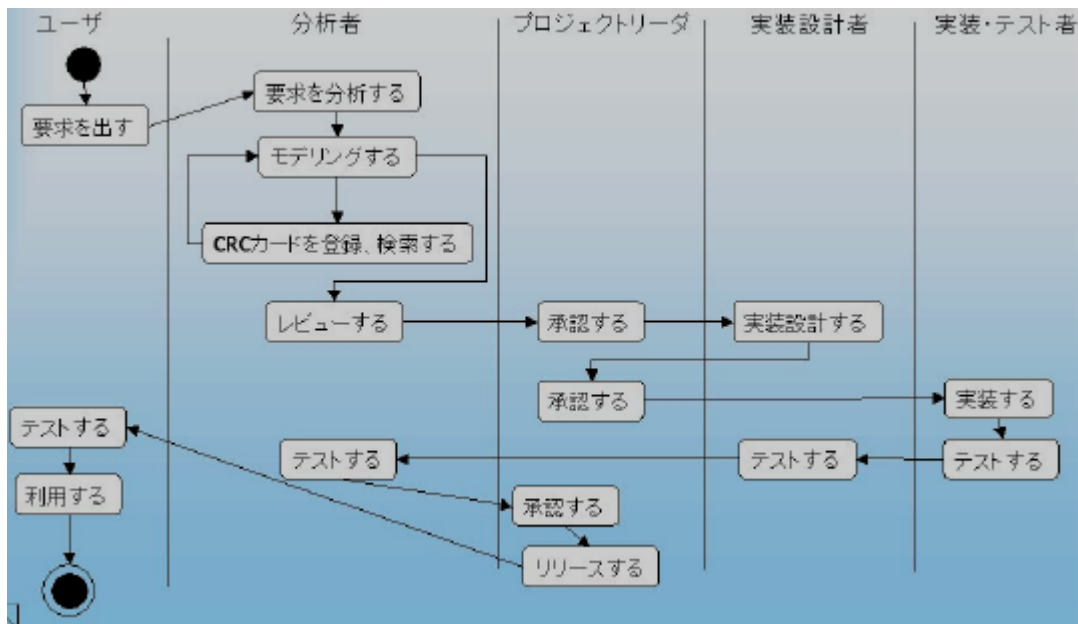 ユーザ
分析者
プロジェクトリーダ
実装設計者
実装・テスト者
要求を出す
要求を分析する
モデリングする
CRCカードを登録、検索する
レビューする
承認する
実装設計する
承認する
実装する
テストする
テストする
テストする
テストする
利用する
承認する
リリースする